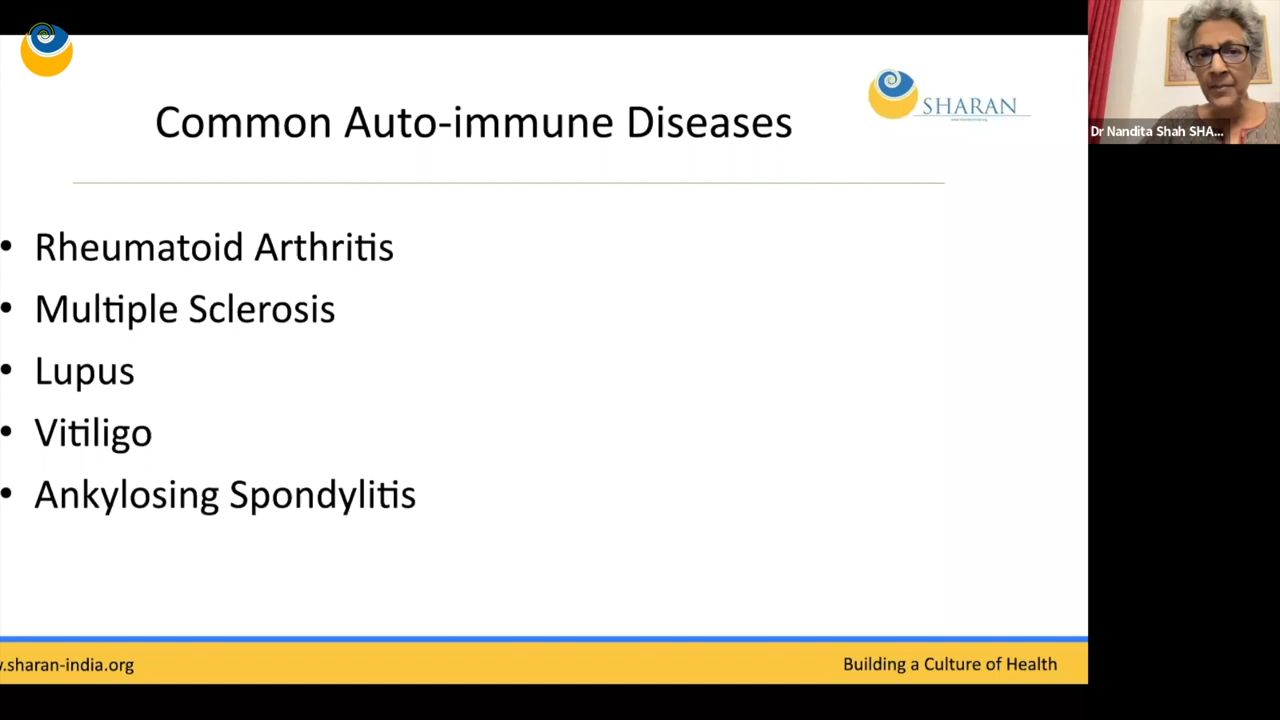 Common Auto-immune Diseases
SHARAN
Dr Nandita Shah SHA...
• Rheumatoid Arthritis
• Multiple Sclerosis
• Lupus
• Vitiligo
• Ankylosing Spondylitis
.sharan-india.org
Building a Culture of Health